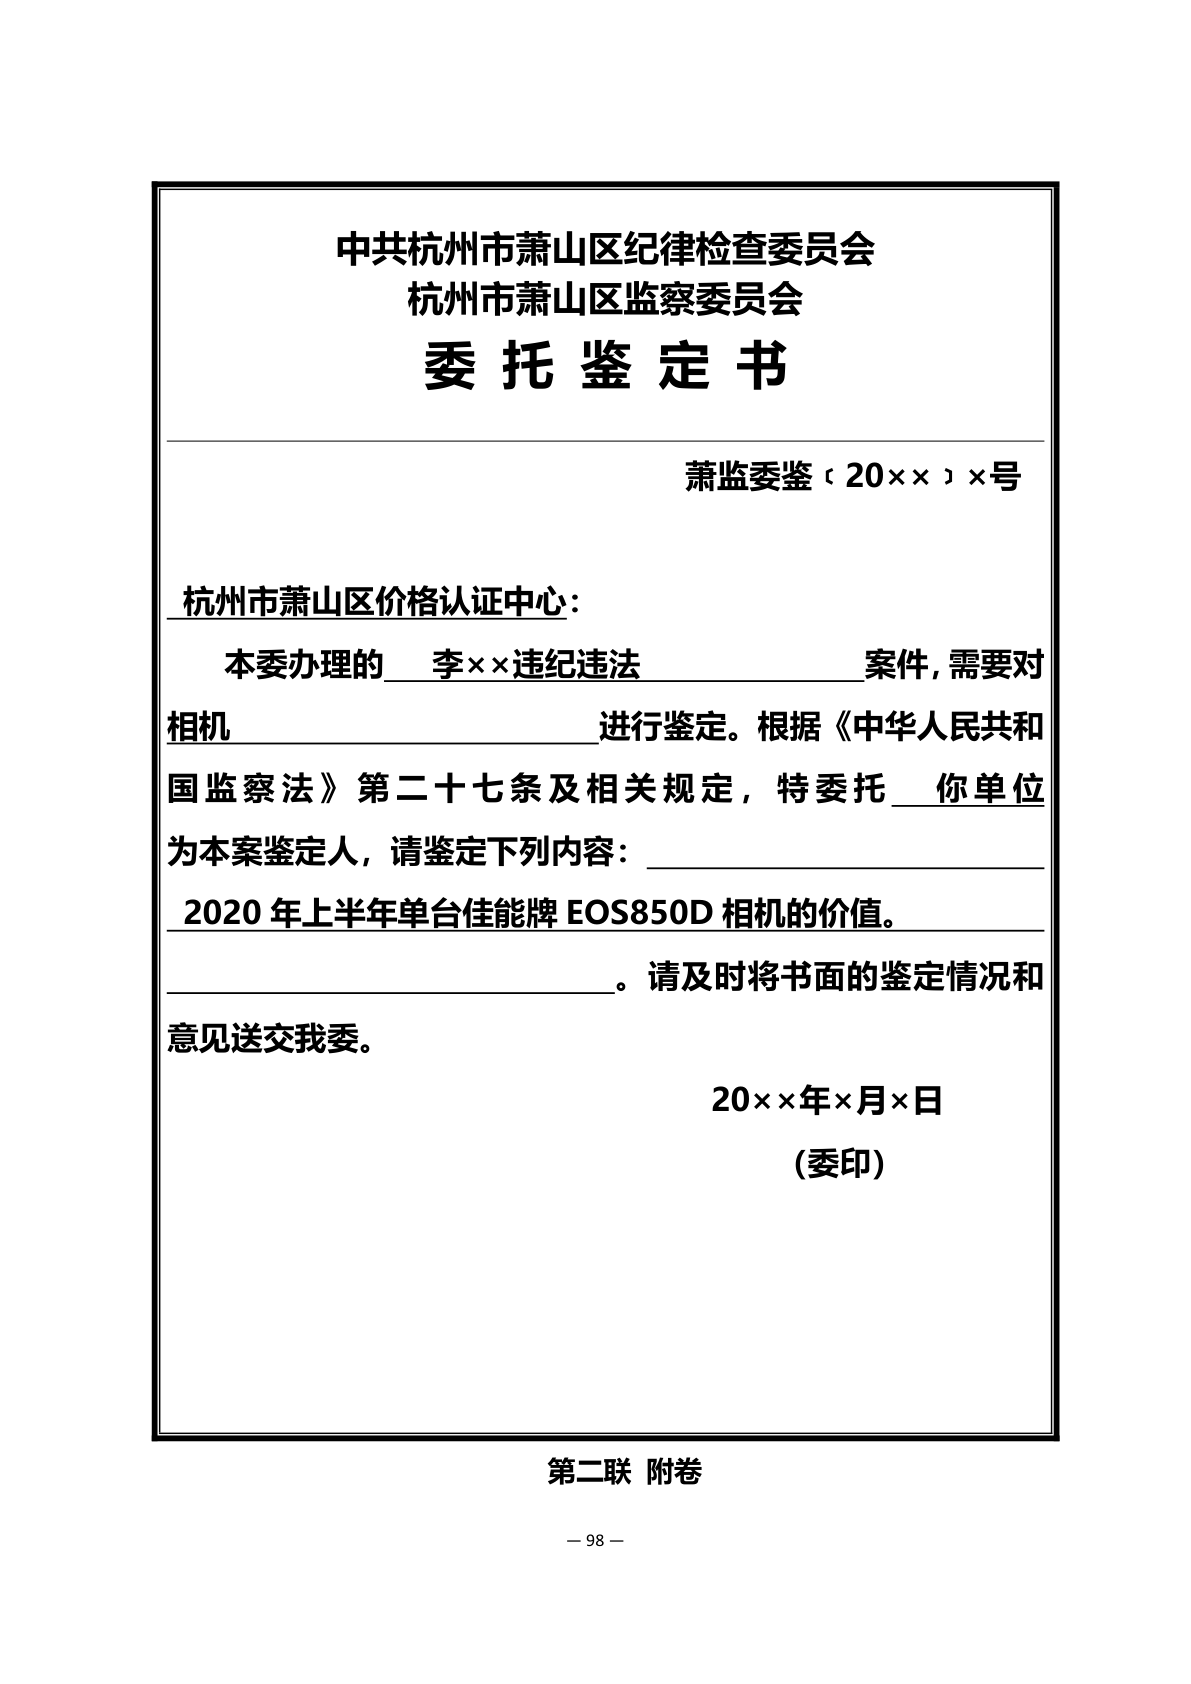 中共杭州市萧山区纪律检查委员会
杭州市萧山区监察委员会
委 托 鉴 定 书
萧监委鉴﹝20××﹞×号
杭州市萧山区价格认证中心：
本委办理的 李××违纪违法 案件，需要对
相机 进行鉴定。根据《中华人民共和
国监察法》第二十七条及相关规定，特委托 你单位
为本案鉴定人，请鉴定下列内容：
2020 年上半年单台佳能牌 EOS850D 相机的价值。
。请及时将书面的鉴定情况和
意见送交我委。
20××年×月×日
（委印）
第二联 附卷
— 98 —